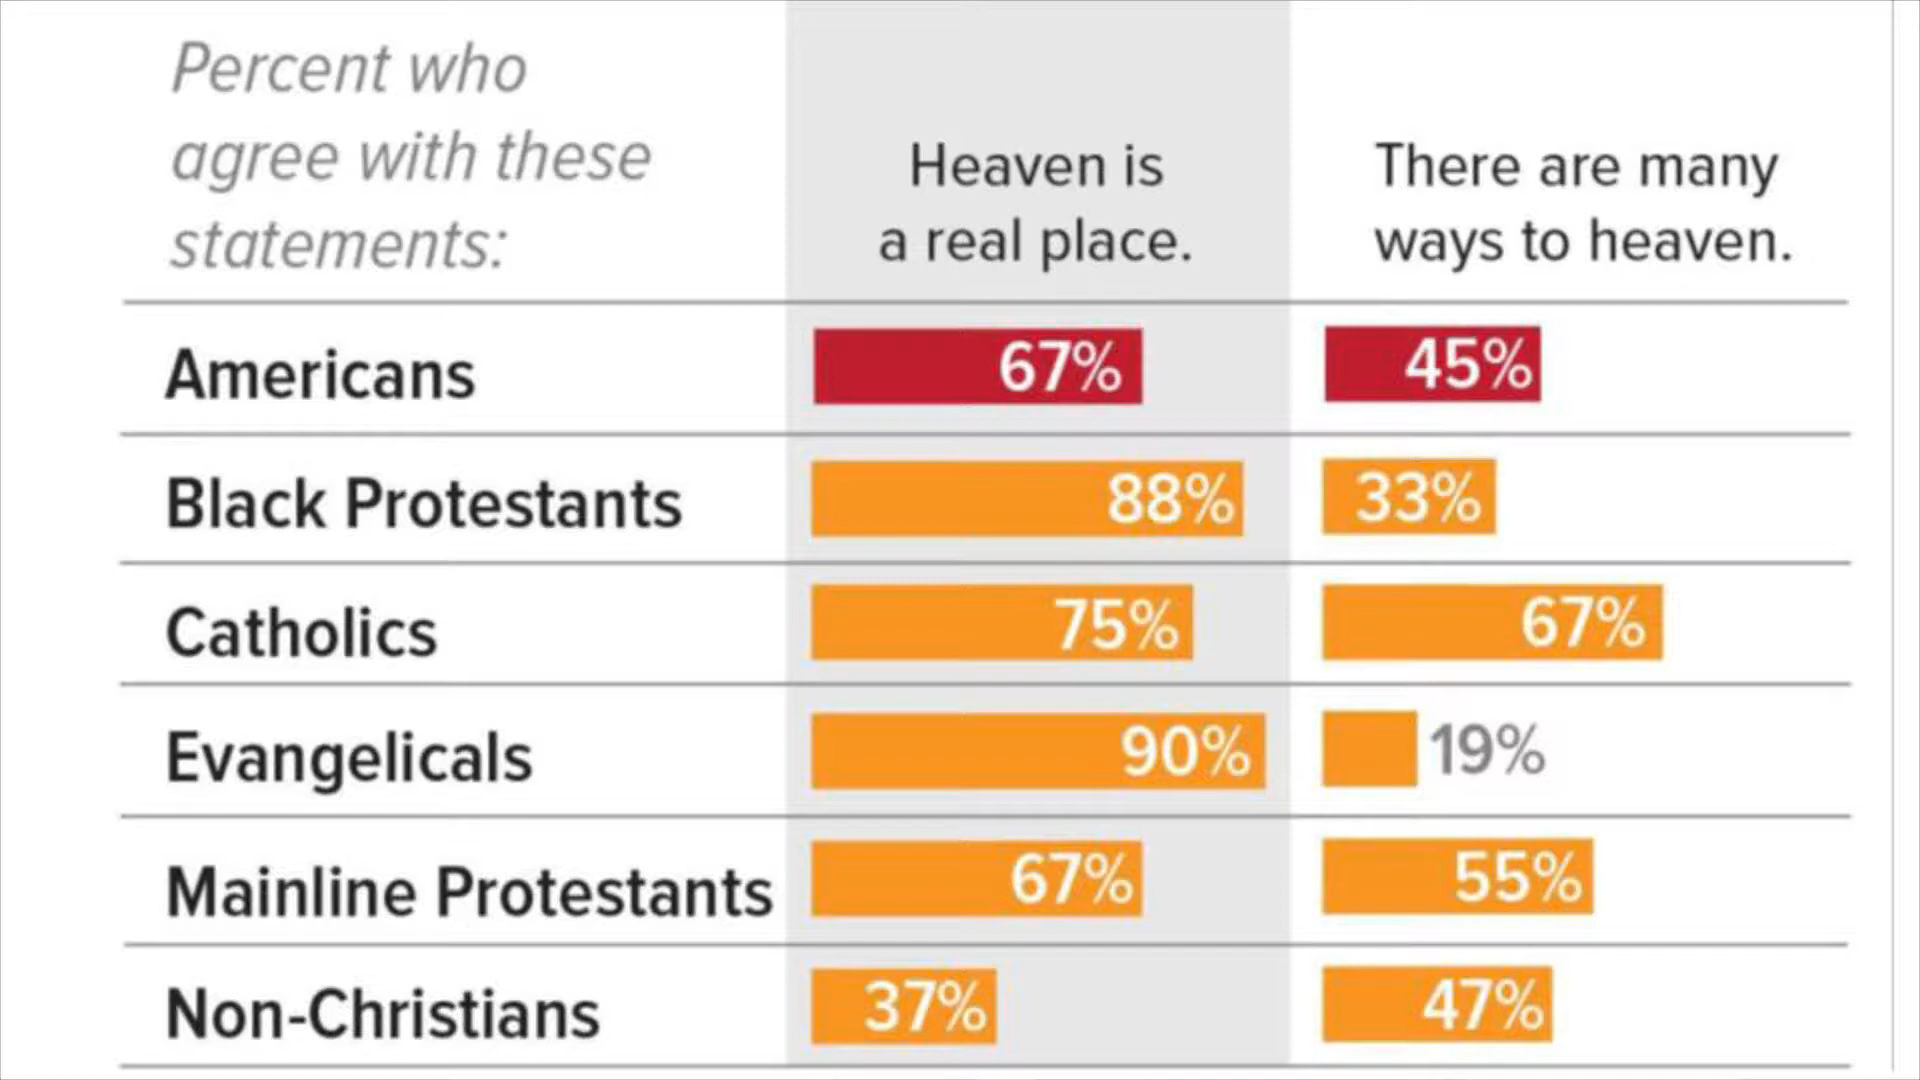 Percent who
agree with these
statements:
Heaven is
a real place.
There are many
ways to heaven.
Americans 67% 45%
Black Protestants 88% 33%
Catholics 75% 67%
Evangelicals 90% 19%
Mainline Protestants 67% 55%
Non-Christians 37% 47%